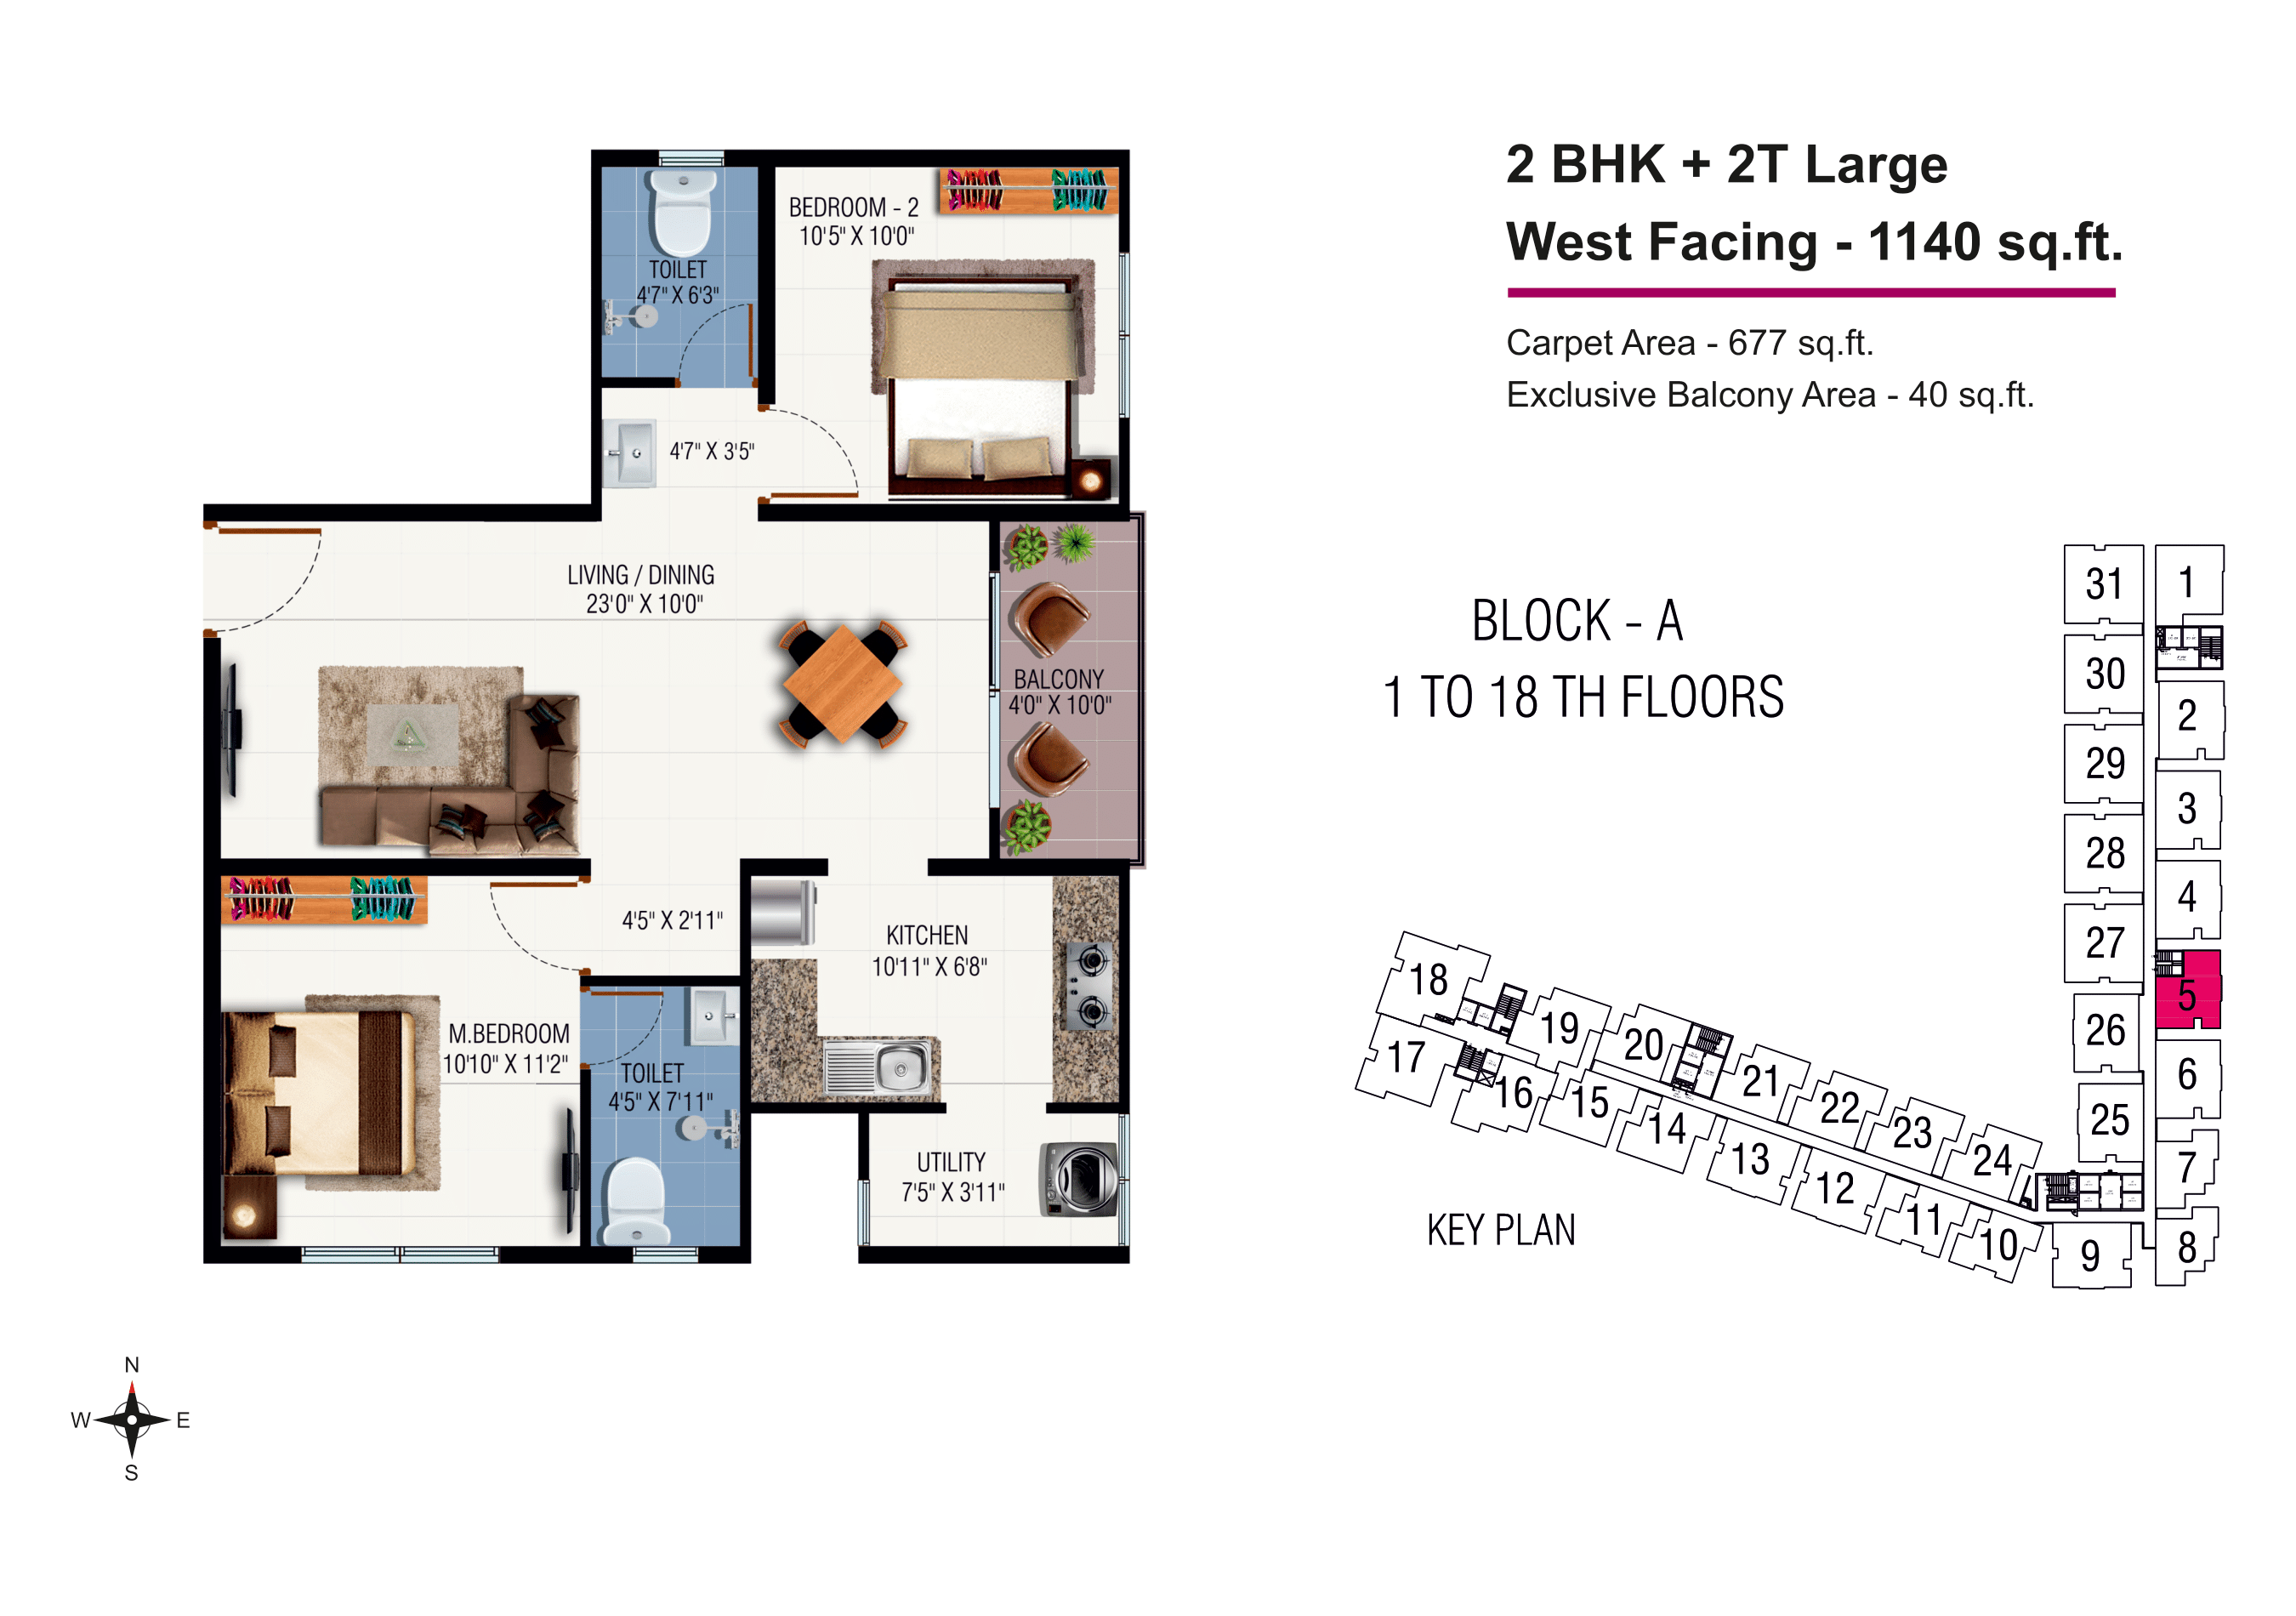 2 BHK + 2T Large
West Facing - 1140 sq.ft.
Carpet Area - 677 sq.ft.
Exclusive Balcony Area - 40 sq.ft.
BEDROOM - 2
10'5" X 10'0"
TOILET
4'7" X 6'3"
4'7" X 3'5"
LIVING / DINING
23'0" X 10'0"
BALCONY
4'0" X 10'0"
4'5" X 2'11"
KITCHEN
10'11" X 6'8"
M.BEDROOM
10'10" X 11'2"
TOILET
4'5" X 7'11"
UTILITY
7'5" X 3'11"
BLOCK - A
1 TO 18 TH FLOORS
31
1
30
2
29
3
28
4
27
5
26
6
25
7
8
9
18
19
20
17
16
21
15
22
14
23
13
24
12
11
10
KEY PLAN
N
W
E
S